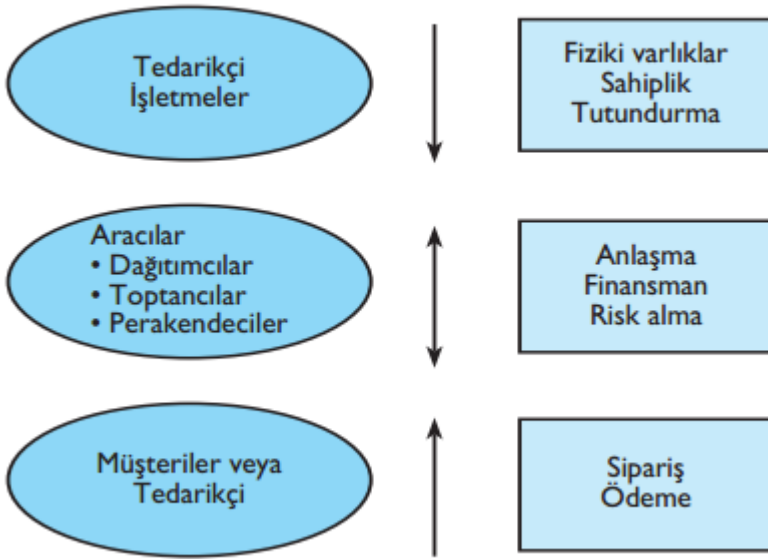 Tedarikçi
İşletmeler
Fiziki varlıklar
Sahiplik
Tutundurma
Aracılar
• Dağıtımcılar
• Toptancılar
• Perakendeciler
Anlaşma
Finansman
Risk alma
Müşteriler veya
Tedarikçi
Sipariş
Ödeme